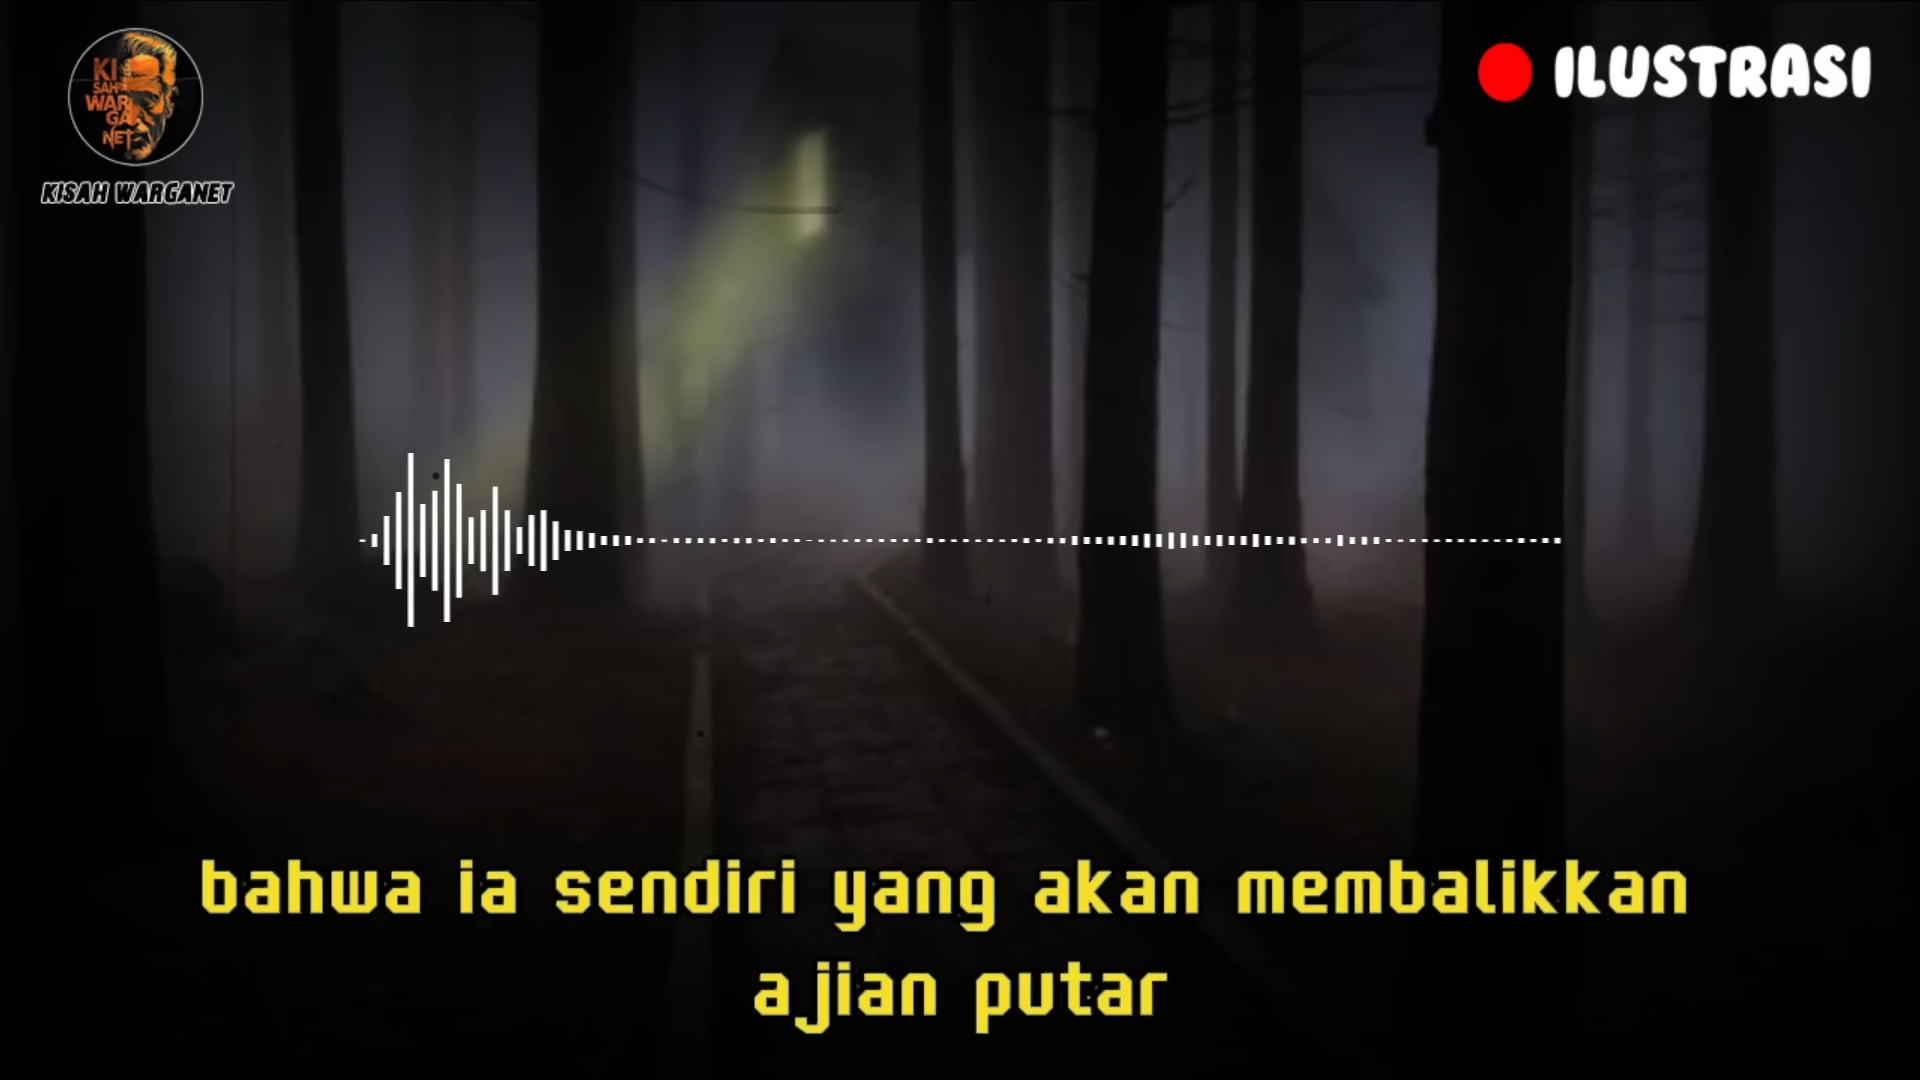 KI
SAH
WAR
GA
NET
KISAH WARGANET
ILUSTRASI
bahwa ia sendiri yang akan membalikkan
ajian putar